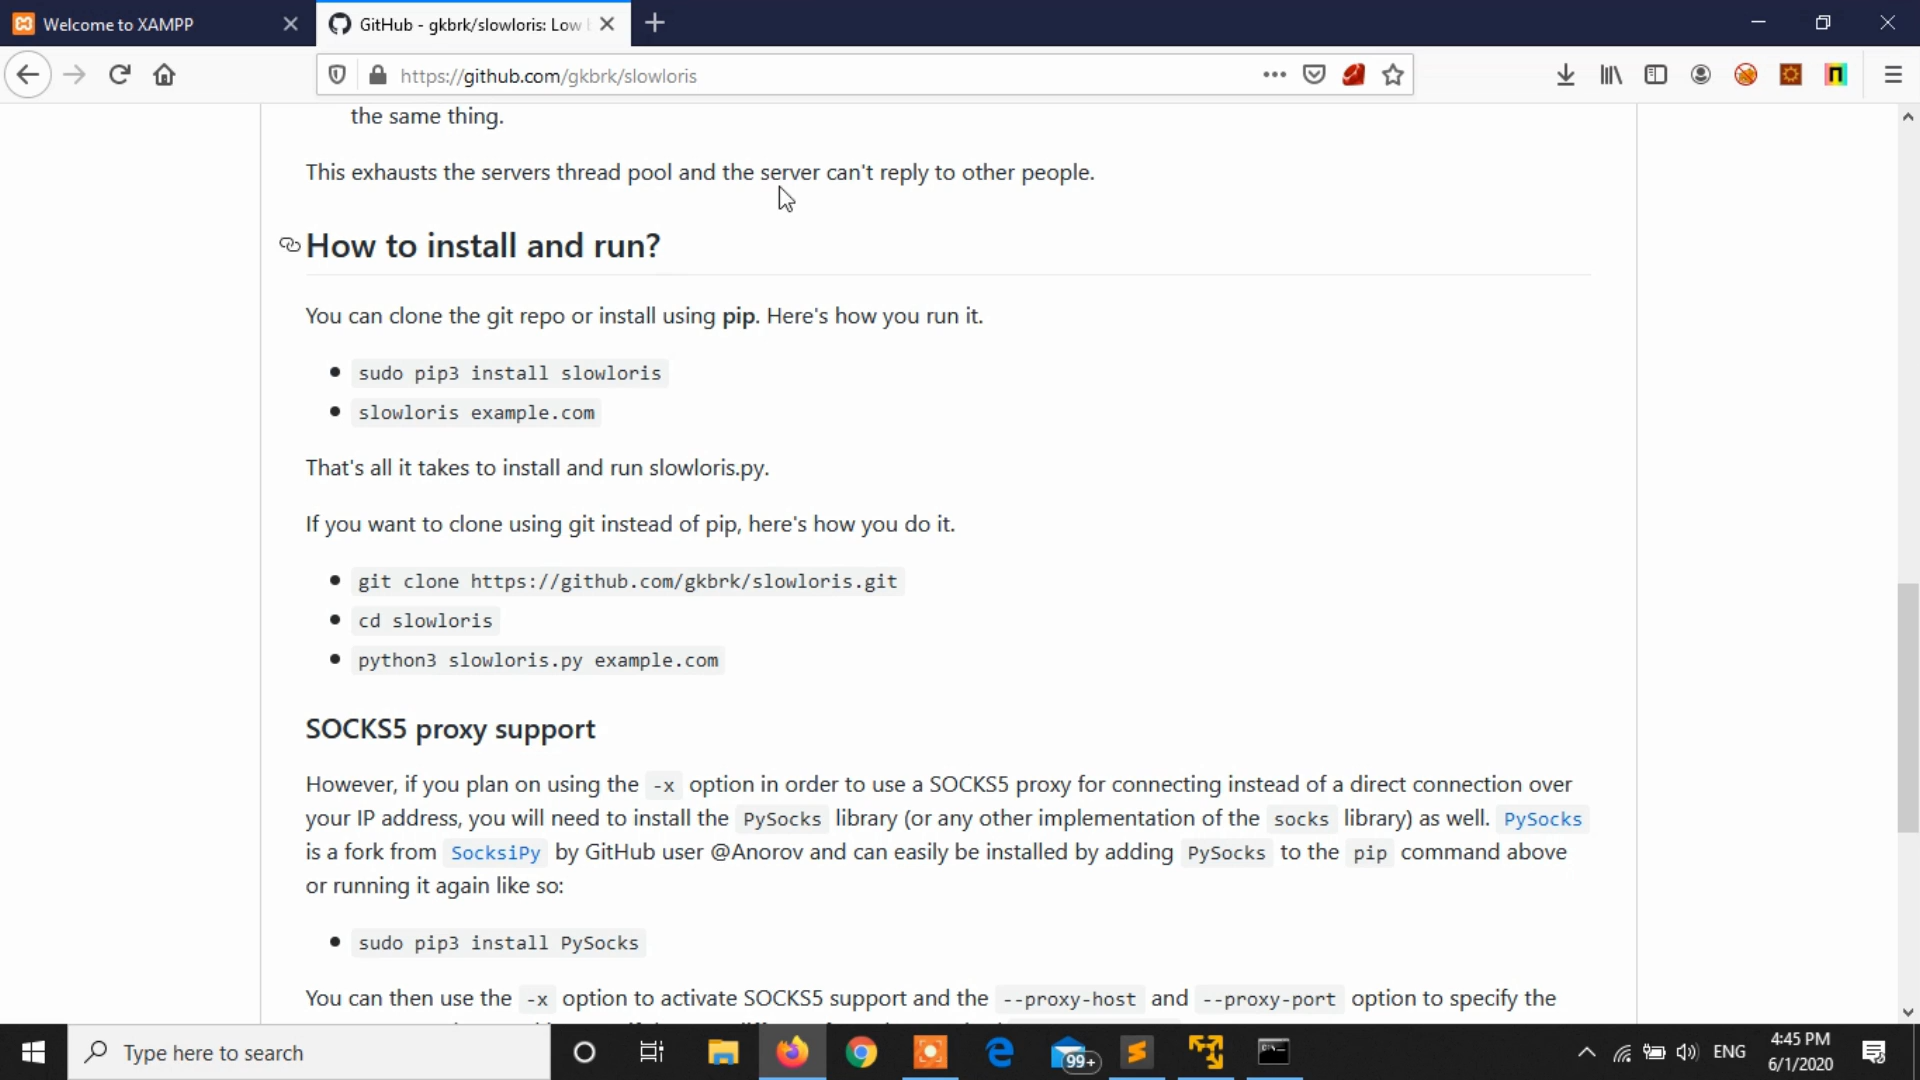 Welcome to XAMPP
GitHub - gkbrk/slowloris: Low
https://github.com/gkbrk/slowloris
the same thing.
This exhausts the servers thread pool and the server can't reply to other people.
How to install and run?
You can clone the git repo or install using pip. Here's how you run it.
sudo pip3 install slowloris
slowloris example.com
That's all it takes to install and run slowloris.py.
If you want to clone using git instead of pip, here's how you do it.
git clone https://github.com/gkbrk/slowloris.git
cd slowloris
python3 slowloris.py example.com
SOCKS5 proxy support
However, if you plan on using the -x option in order to use a SOCKS5 proxy for connecting instead of a direct connection over
your IP address, you will need to install the PySocks library (or any other implementation of the socks library) as well. PySocks
is a fork from SocksiPy by GitHub user @Anorov and can easily be installed by adding PySocks to the pip command above
or running it again like so:
sudo pip3 install PySocks
You can then use the -x option to activate SOCKS5 support and the --proxy-host and --proxy-port option to specify the
Type here to search
99+
ENG
4:45 PM
6/1/2020